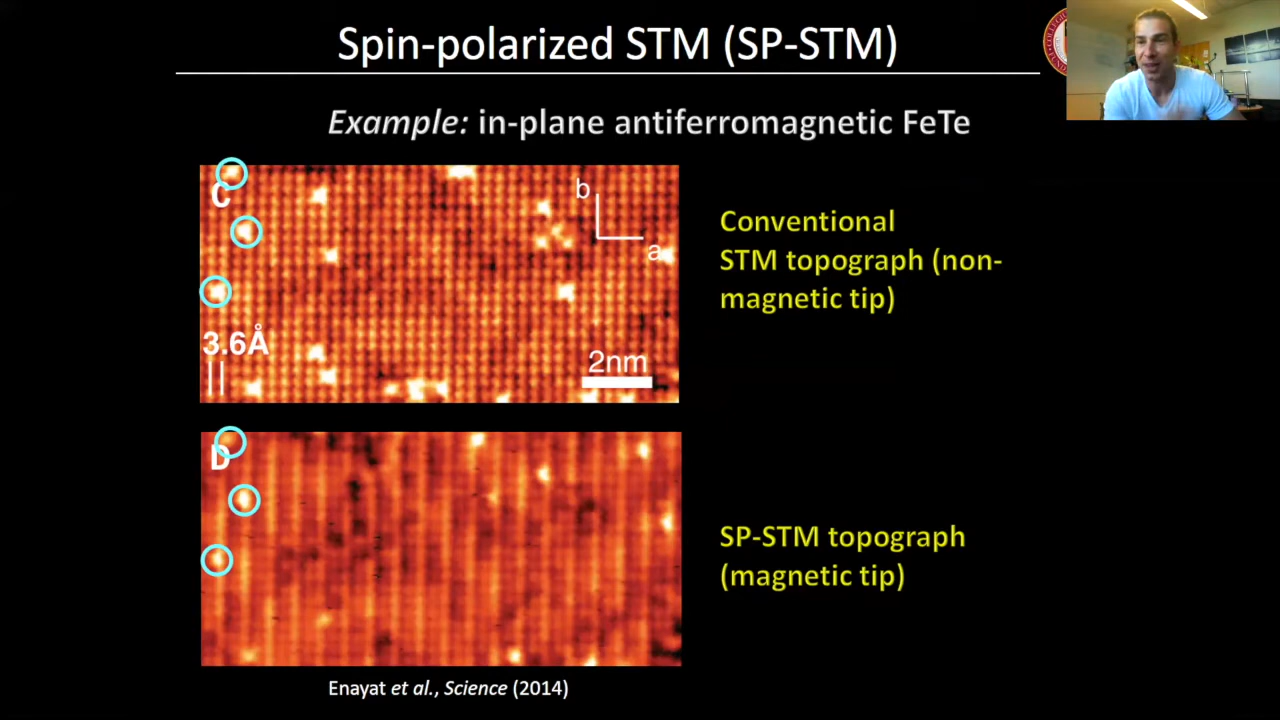 Spin-polarized STM (SP-STM)
Example: in-plane antiferromagnetic FeTe
C
b
a
3.6Å
2nm
Conventional
STM topograph (non-
magnetic tip)
D
SP-STM topograph
(magnetic tip)
Enayat et al., Science (2014)